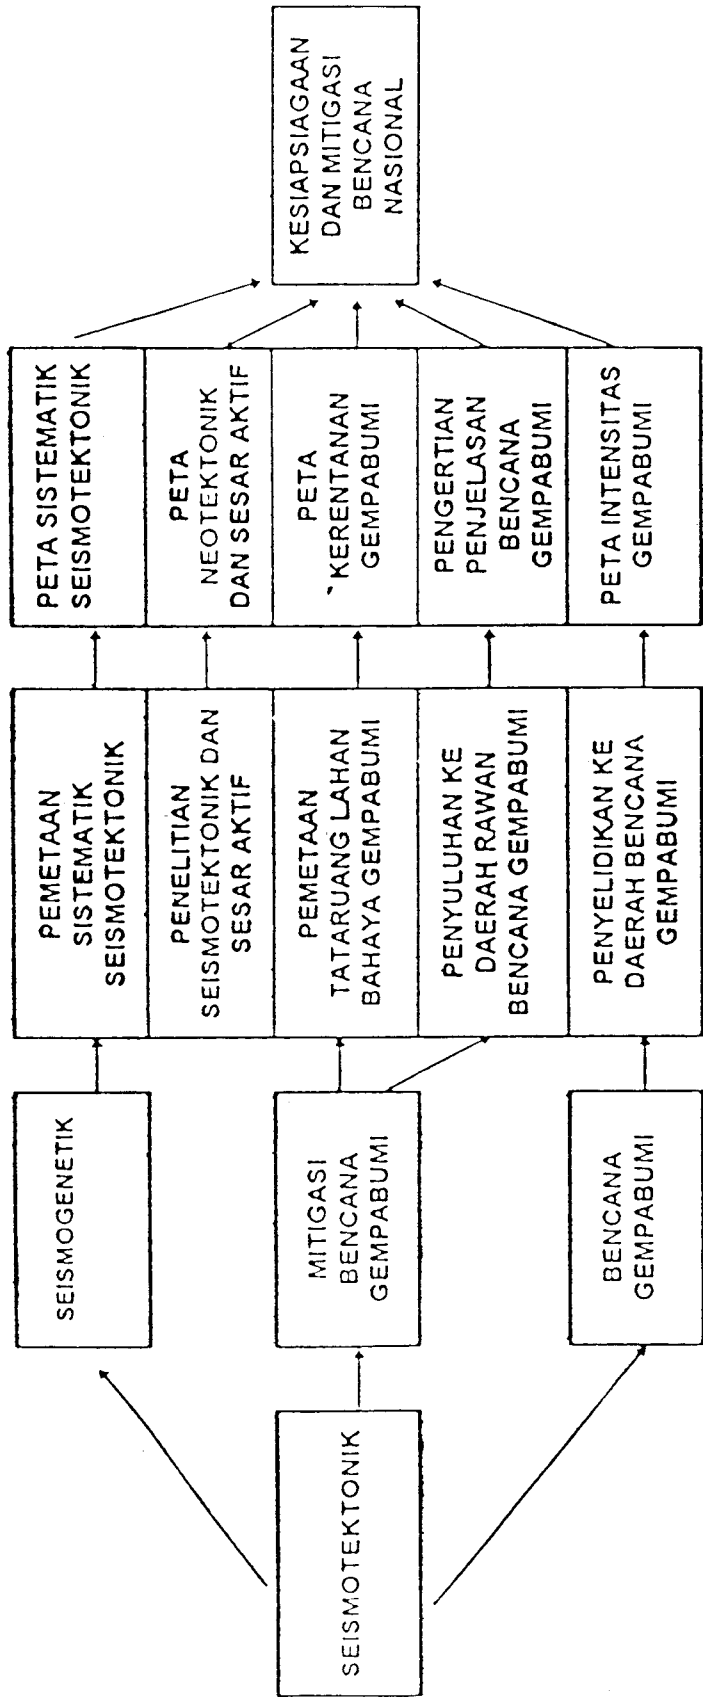 SEISMOTEKTONIK
SEISMOGENETIK
MITIGASI
BENCANA
GEMPABUMI
BENCANA
GEMPABUMI
PEMETAAN
SISTEMATIK
SEISMOTEKTONIK
PENELITIAN
SEISMOTEKTONIK DAN
SESAR AKTIF
PEMETAAN
TATARUANG LAHAN
BAHAYA GEMPABUMI
PENYULUHAN KE
DAERAH RAWAN
BENCANA GEMPABUMI
PENYELIDIKAN KE
DAERAH BENCANA
GEMPABUMI
PETA SISTEMATIK
SEISMOTEKTONIK
PETA
NEOTEKTONIK
DAN SESAR AKTIF
PETA
KERENTANAN
GEMPABUMI
PENGERTIAN
PENJELASAN
BENCANA
GEMPABUMI
PETA INTENSITAS
GEMPABUMI
KESIAPSIAGAAN
DAN MITIGASI
BENCANA
NASIONAL